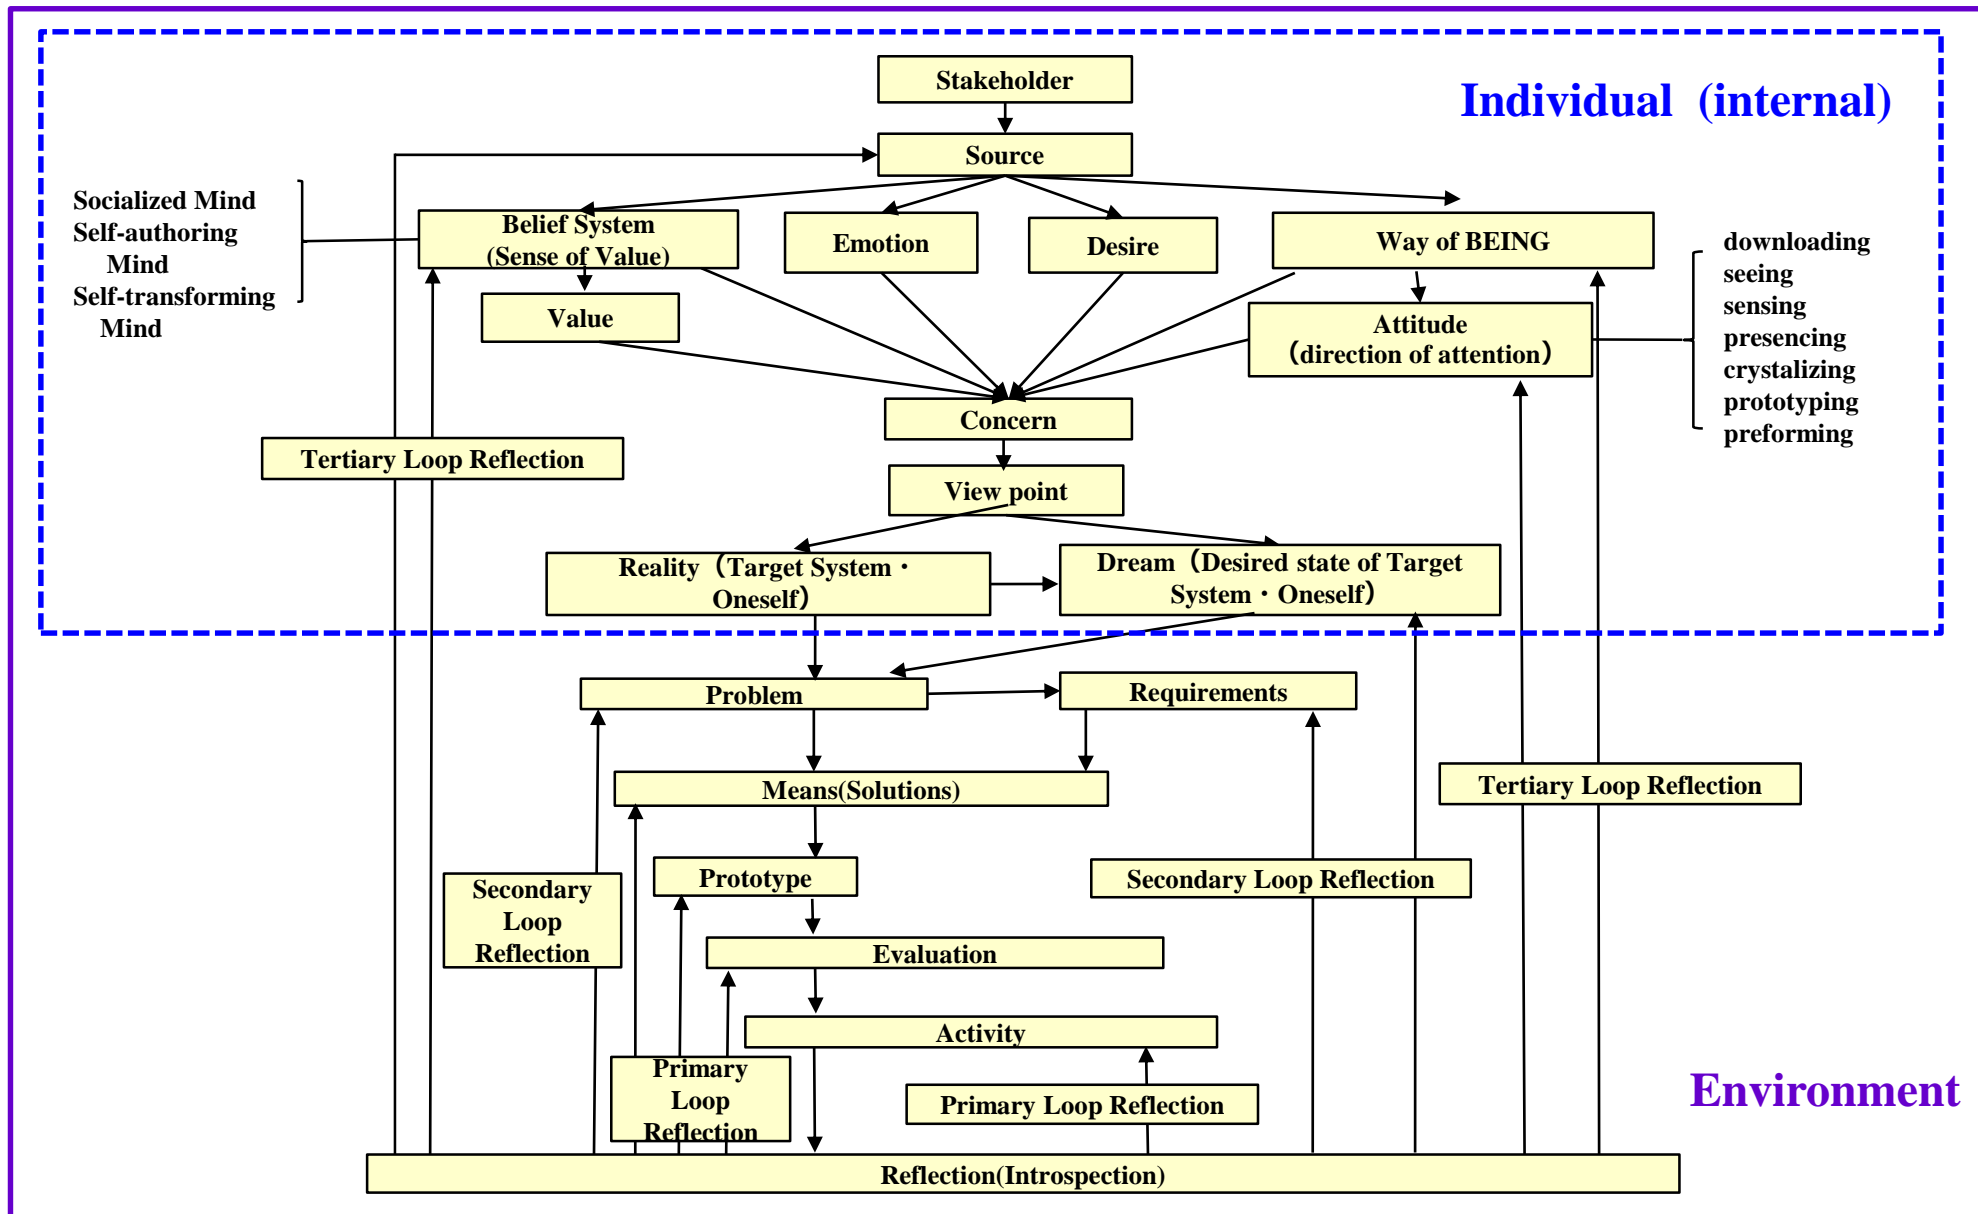 Stakeholder
Individual (internal)
Source
Socialized Mind
Self-authoring
Mind
Self-transforming
Mind
Belief System
(Sense of Value)
Emotion
Desire
Way of BEING
downloading
seeing
sensing
presencing
crystalizing
prototyping
preforming
Value
Attitude
（direction of attention）
Concern
Tertiary Loop Reflection
View point
Reality（Target System・
Oneself）
Dream（Desired state of Target
System・Oneself）
Problem
Requirements
Means(Solutions)
Tertiary Loop Reflection
Prototype
Secondary
Loop
Reflection
Secondary Loop Reflection
Evaluation
Activity
Primary
Loop
Reflection
Primary Loop Reflection
Environment
Reflection(Introspection)